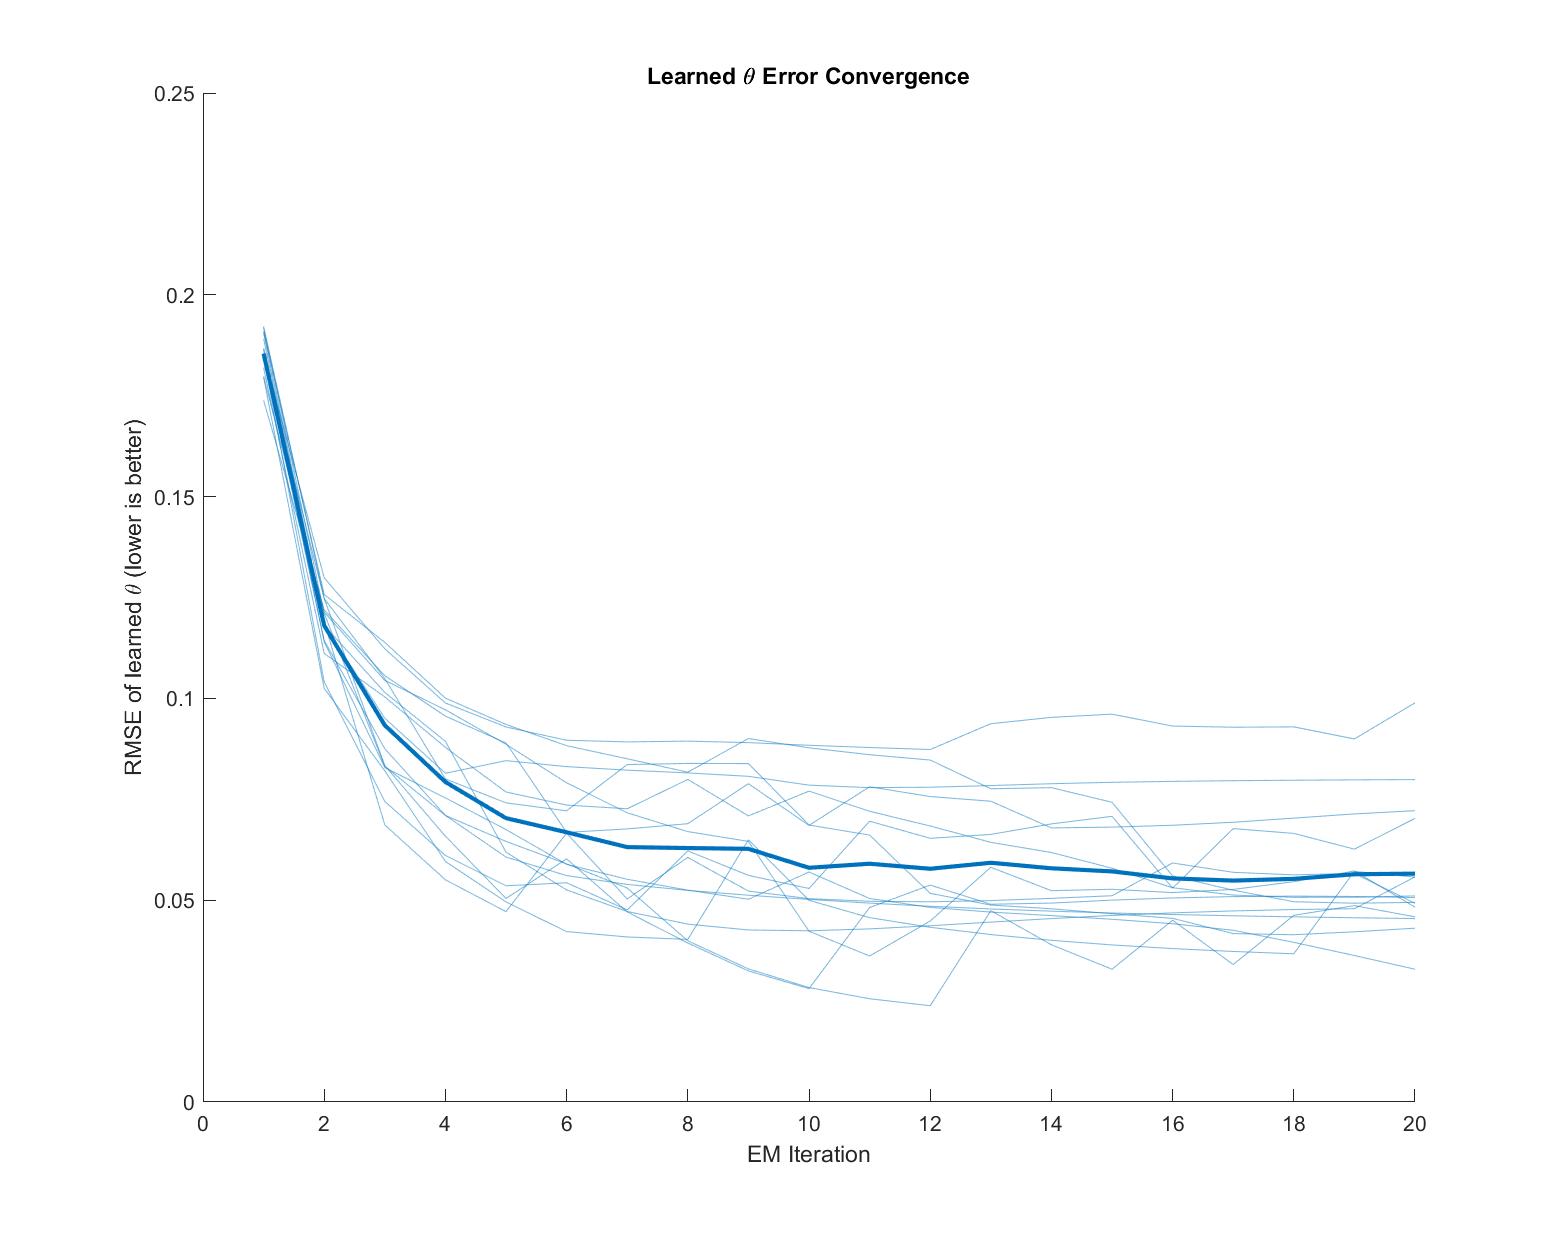 Learned θ Error Convergence
0.25
0.2
0.15
0.1
0.05
0
RMSE of learned θ (lower is better)
0 2 4 6 8 10 12 14 16 18 20
EM Iteration